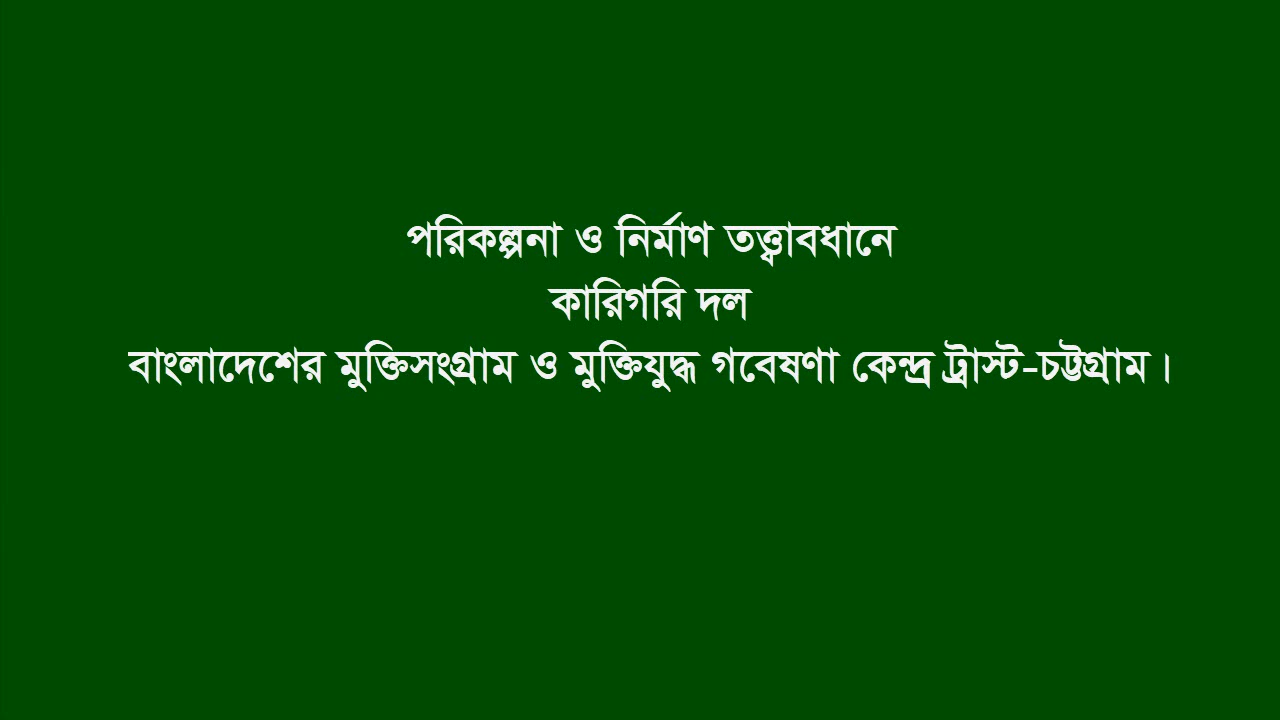 পরিকল্পনা ও নির্মাণ তত্ত্বাবধানে
কারিগরি দল
বাংলাদেশের মুক্তিসংগ্রাম ও মুক্তিযুদ্ধ গবেষণা কেন্দ্র ট্রাস্ট-চট্টগ্রাম।